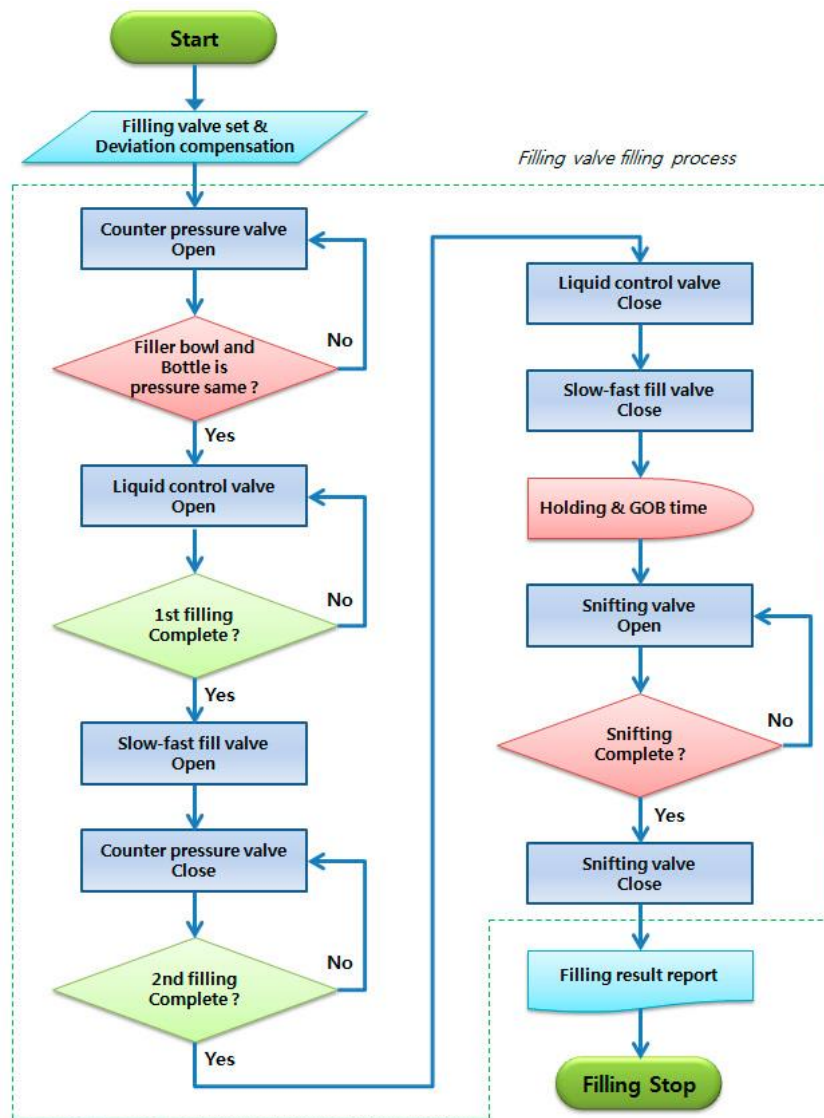 Start
Filling valve set &
Deviation compensation
Filling valve filling process
Counter pressure valve
Open
Filler bowl and
Bottle is
pressure same ?
No
Yes
Liquid control valve
Open
1st filling
Complete ?
No
Yes
Slow-fast fill valve
Open
Counter pressure valve
Close
2nd filling
Complete ?
No
Yes
Liquid control valve
Close
Slow-fast fill valve
Close
Holding & GOB time
Snifting valve
Open
Snifting
Complete ?
No
Yes
Snifting valve
Close
Filling result report
Filling Stop